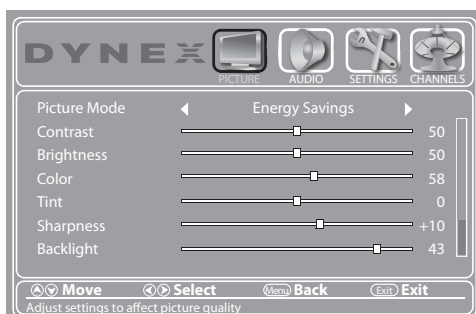 DYNEX
PICTURE AUDIO SETTINGS CHANNELS
Picture Mode Energy Savings
Contrast 50
Brightness 50
Color 58
Tint 0
Sharpness +10
Backlight 43
Move Select Menu Back Exit Exit
Adjust settings to affect picture quality